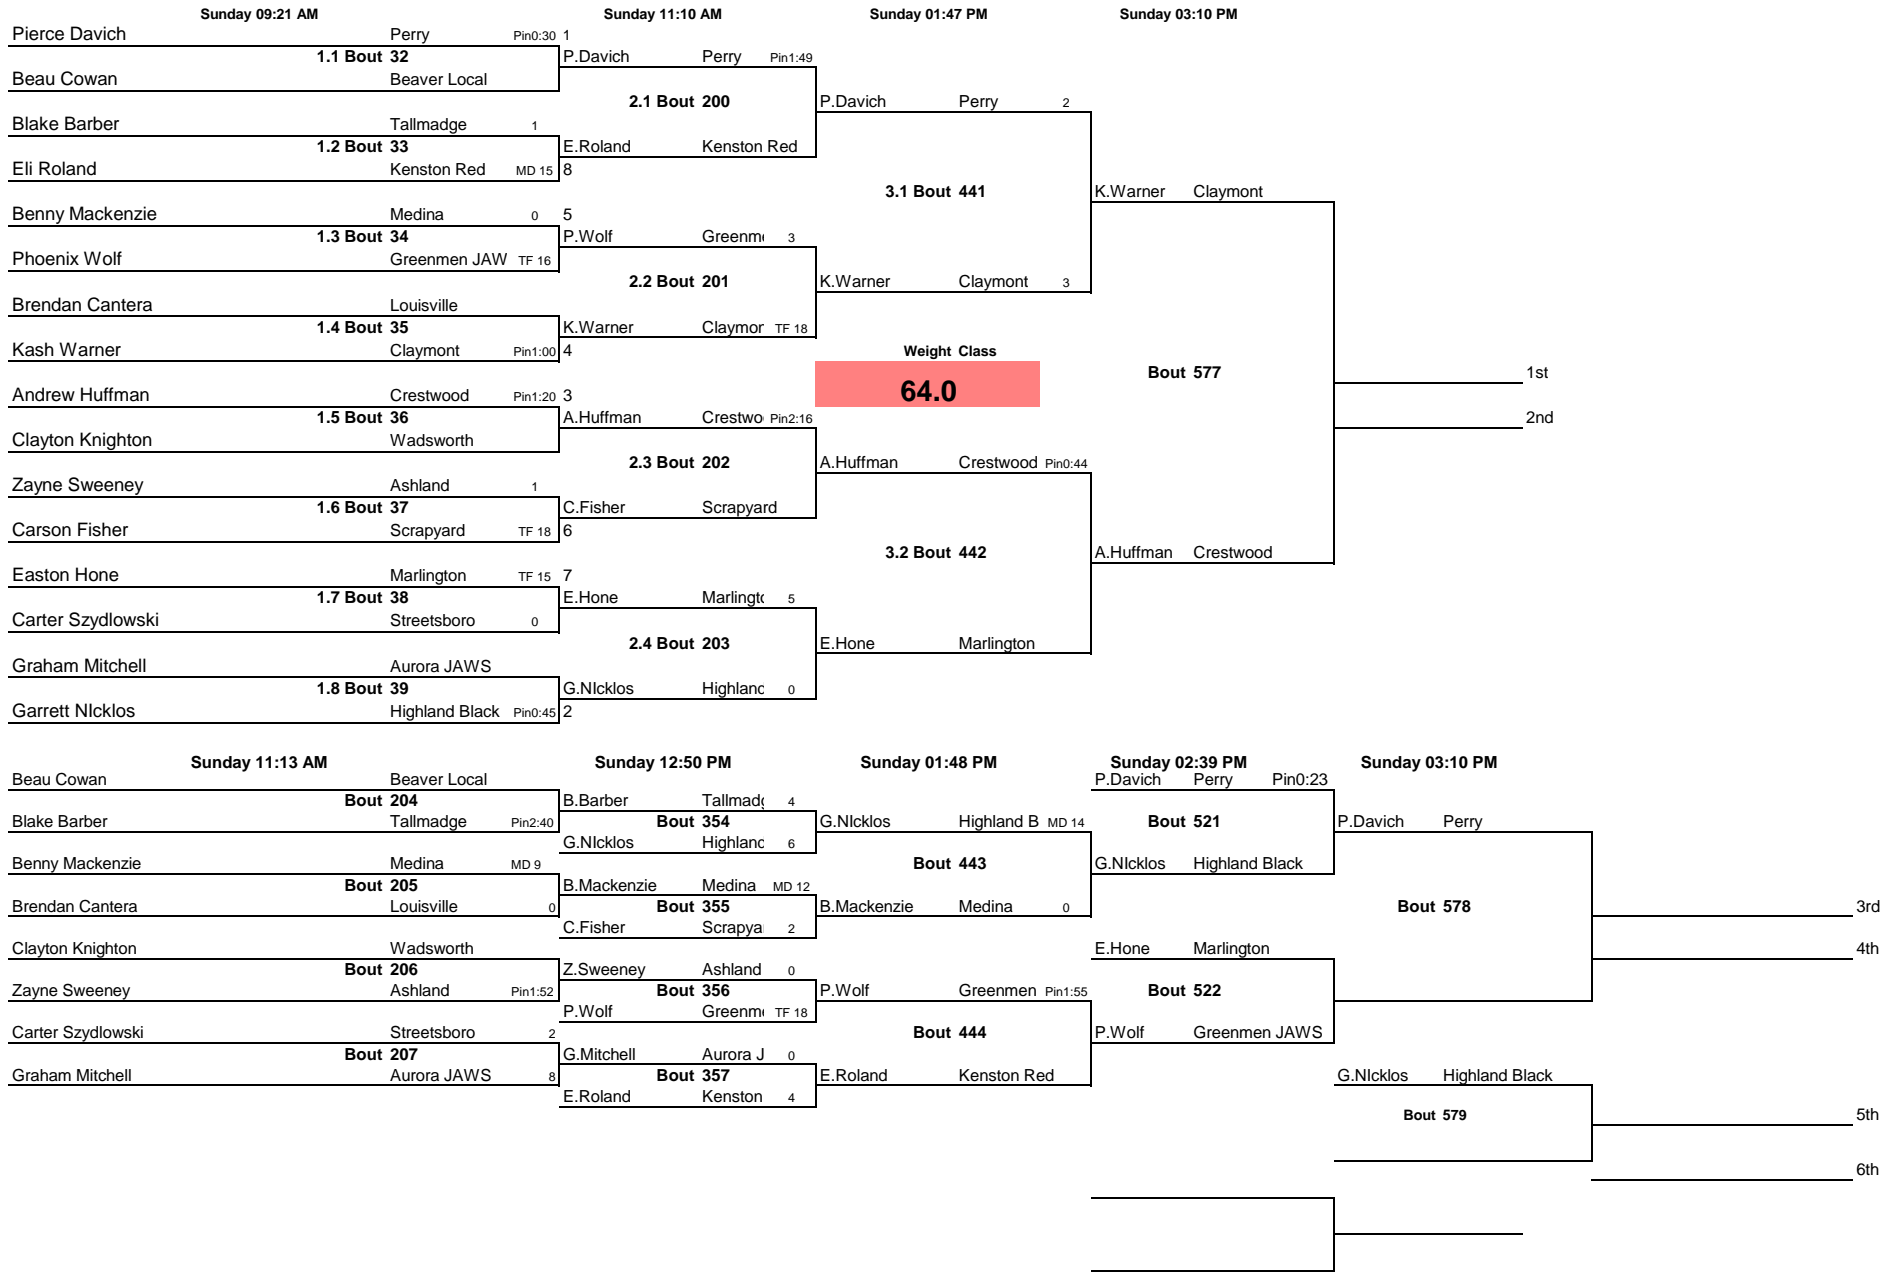 Sunday 09:21 AM Sunday 11:10 AM Sunday 01:47 PM Sunday 03:10 PM
Pierce Davich Perry Pin0:30 1
1.1 Bout 32 P.Davich Perry Pin1:49
Beau Cowan Beaver Local
2.1 Bout 200 P.Davich Perry 2
Blake Barber Tallmadge 1
1.2 Bout 33 E.Roland Kenston Red
Eli Roland Kenston Red MD 15 8
3.1 Bout 441 K.Warner Claymont
Benny Mackenzie Medina 0 5
1.3 Bout 34 P.Wolf Greenm 3
Phoenix Wolf Greenmen JAW TF 16
2.2 Bout 201 K.Warner Claymont 3
Brendan Cantera Louisville
1.4 Bout 35 K.Warner Claymor TF 18
Kash Warner Claymont Pin1:00 4 Weight Class
Bout 577 1st
Andrew Huffman Crestwood Pin1:20 3 64.0
1.5 Bout 36 A.Huffman Crestwo Pin2:16 2nd
Clayton Knighton Wadsworth
2.3 Bout 202 A.Huffman Crestwood Pin0:44
Zayne Sweeney Ashland 1
1.6 Bout 37 C.Fisher Scrapyard
Carson Fisher Scrapyard TF 18 6
3.2 Bout 442 A.Huffman Crestwood
Easton Hone Marlington TF 15 7
1.7 Bout 38 E.Hone Marlingt 5
Carter Szydlowski Streetsboro 0
2.4 Bout 203 E.Hone Marlington
Graham Mitchell Aurora JAWS
1.8 Bout 39 G.NIcklos Highlanc 0
Garrett NIcklos Highland Black Pin0:45 2
Sunday 11:13 AM Sunday 12:50 PM Sunday 01:48 PM Sunday 02:39 PM Sunday 03:10 PM
Beau Cowan Beaver Local P.Davich Perry Pin0:23
Bout 204 B.Barber Tallmadg 4
Blake Barber Tallmadge Pin2:40 Bout 354 G.NIcklos Highland B MD 14 Bout 521 P.Davich Perry
G.NIcklos Highlanc 6
Benny Mackenzie Medina MD 9 Bout 443 G.NIcklos Highland Black
Bout 205 B.Mackenzie Medina MD 12
Brendan Cantera Louisville 0 Bout 355 B.Mackenzie Medina 0 Bout 578 3rd
C.Fisher Scrapya 2
Clayton Knighton Wadsworth E.Hone Marlington 4th
Bout 206 Z.Sweeney Ashland 0
Zayne Sweeney Ashland Pin1:52 Bout 356 P.Wolf Greenmen Pin1:55 Bout 522
P.Wolf Greenm TF 18
Carter Szydlowski Streetsboro 2 Bout 444 P.Wolf Greenmen JAWS
Bout 207 G.Mitchell Aurora J 0
Graham Mitchell Aurora JAWS 8 Bout 357 E.Roland Kenston Red G.NIcklos Highland Black
E.Roland Kenston 4
Bout 579 5th
6th